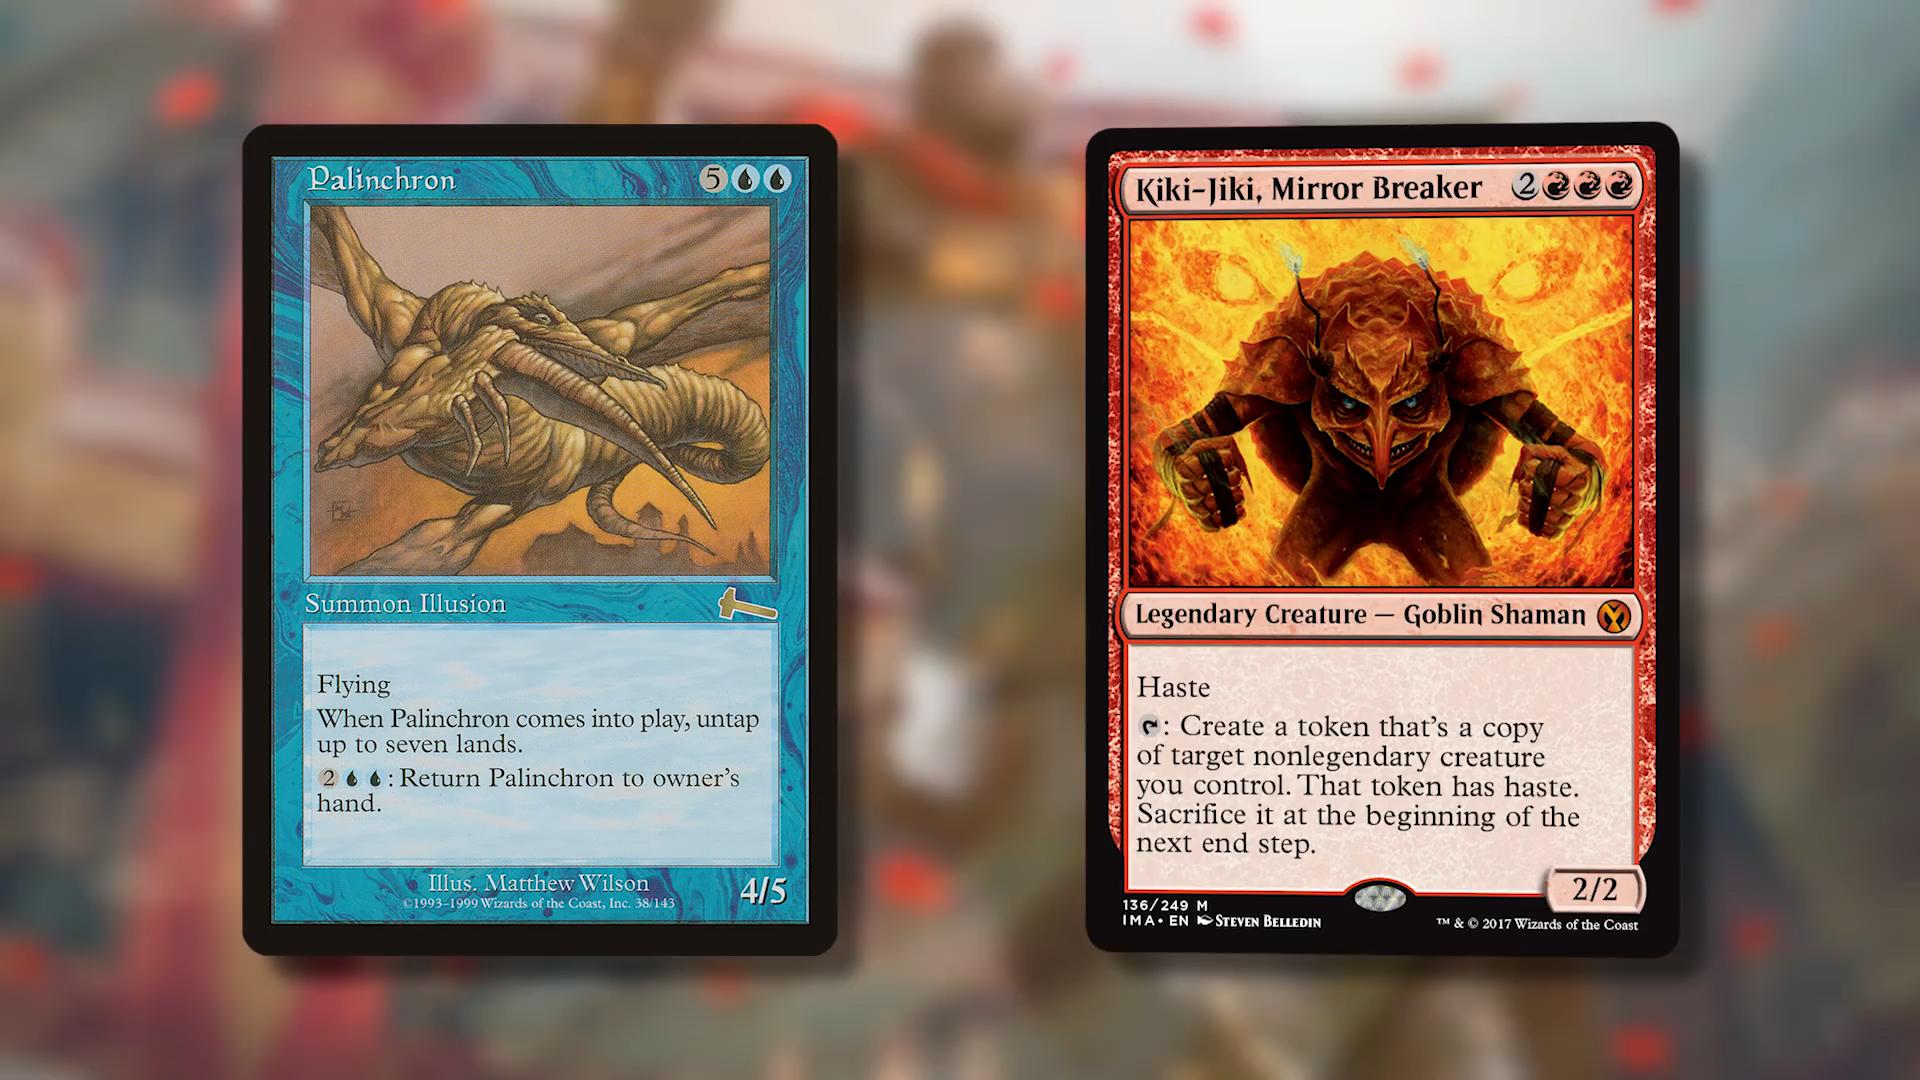 Palinchron 5
Summon Illusion
Flying
When Palinchron comes into play, untap
up to seven lands.
2 : Return Palinchron to owner's
hand.
Illus. Matthew Wilson
©1993-1999 Wizards of the Coast, Inc. 38/143
4/5
Kiki-Jiki, Mirror Breaker 2
Legendary Creature — Goblin Shaman
Haste
: Create a token that's a copy
of target nonlegendary creature
you control. That token has haste.
Sacrifice it at the beginning of the
next end step.
2/2
136/249 M
IMA • EN STEVEN BELLEDIN
™ & © 2017 Wizards of the Coast